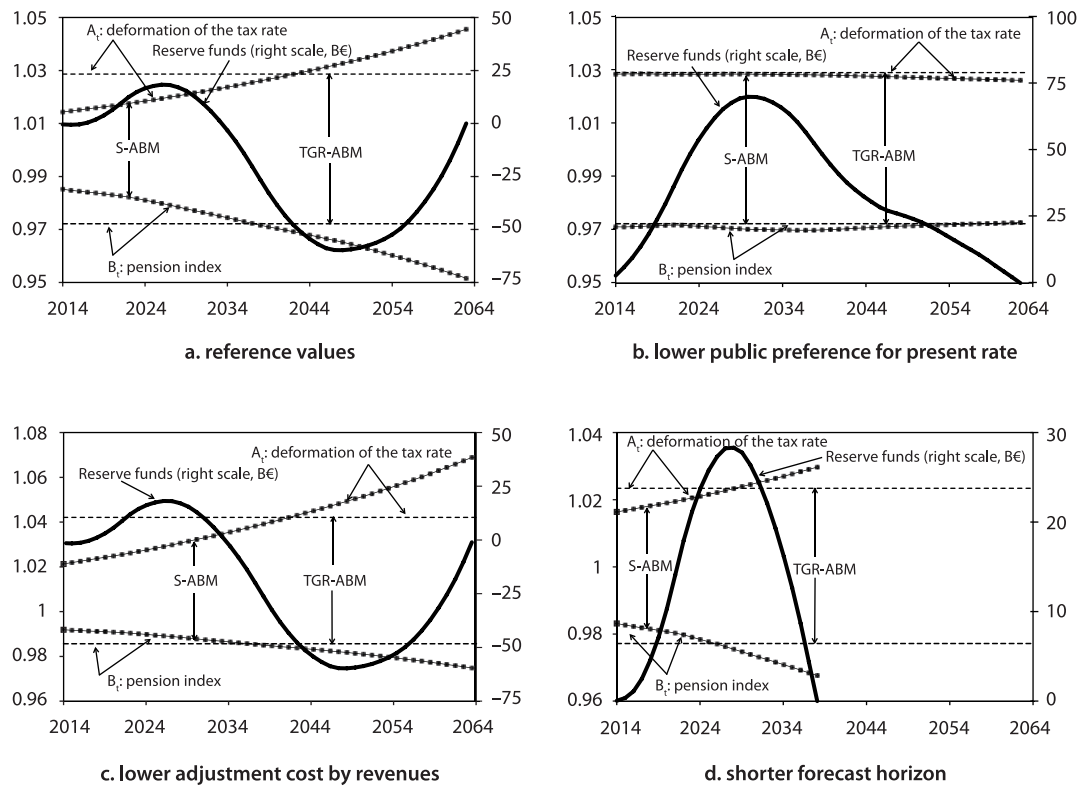 1.05
1.03
1.01
0.99
0.97
0.95
50
25
0
−25
−50
−75
A_t: deformation of the tax rate
Reserve funds (right scale, B€)
S-ABM
TGR-ABM
B_t: pension index
2014 2024 2034 2044 2054 2064
a. reference values
1.05
1.03
1.01
0.99
0.97
0.95
100
75
50
25
0
A_t: deformation of the tax rate
Reserve funds (right scale, B€)
S-ABM
TGR-ABM
B_t: pension index
2014 2024 2034 2044 2054 2064
b. lower public preference for present rate
1.08
1.06
1.04
1.02
1
0.98
0.96
50
25
0
−25
−50
−75
A_t: deformation of the tax rate
Reserve funds (right scale, B€)
S-ABM
TGR-ABM
B_t: pension index
2014 2024 2034 2044 2054 2064
c. lower adjustment cost by revenues
1.04
1.02
1
0.98
0.96
30
20
10
0
A_t: deformation of the tax rate
Reserve funds (right scale, B€)
S-ABM
TGR-ABM
B_t: pension index
2014 2024 2034 2044 2054 2064
d. shorter forecast horizon